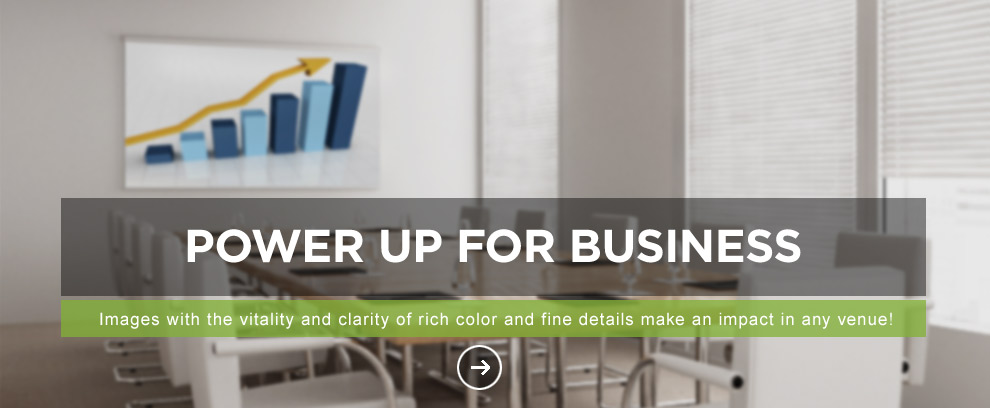 POWER UP FOR BUSINESS
Images with the vitality and clarity of rich color and fine details make an impact in any venue!